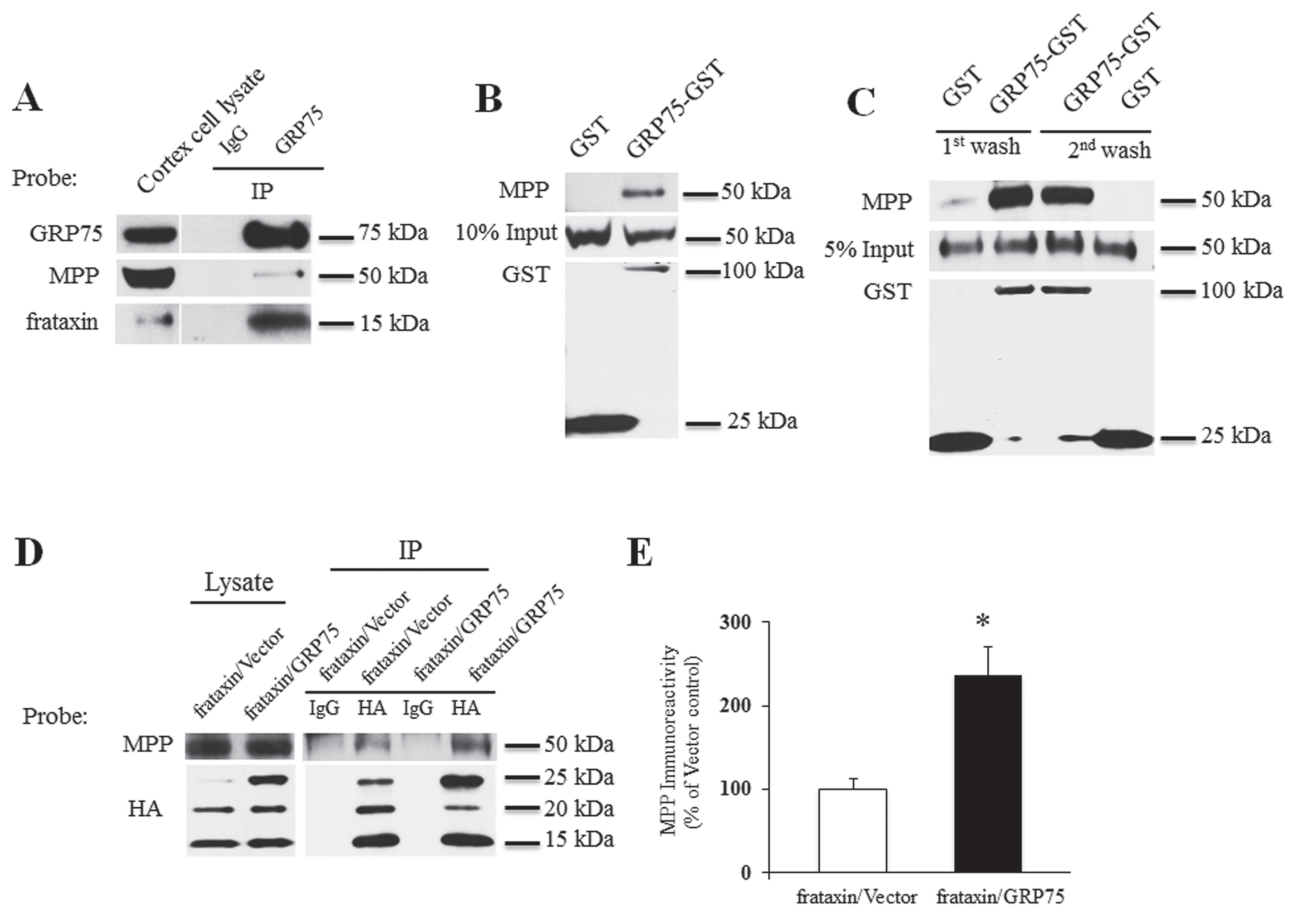 A
Cortex cell lysate
IgG
GRP75
Probe:
IP
GRP75
75 kDa
MPP
50 kDa
frataxin
15 kDa
B
GST
GRP75-GST
MPP
50 kDa
10% Input
50 kDa
GST
100 kDa
25 kDa
C
GST
GRP75-GST
GRP75-GST
GST
1st wash
2nd wash
MPP
50 kDa
5% Input
50 kDa
GST
100 kDa
25 kDa
D
IP
Lysate
frataxin/Vector
frataxin/GRP75
frataxin/Vector
frataxin/Vector
frataxin/GRP75
frataxin/GRP75
Probe:
IgG
HA
IgG
HA
MPP
50 kDa
25 kDa
HA
20 kDa
15 kDa
E
MPP Immunoreactivity
(% of Vector control)
300
200
100
0
*
frataxin/Vector
frataxin/GRP75